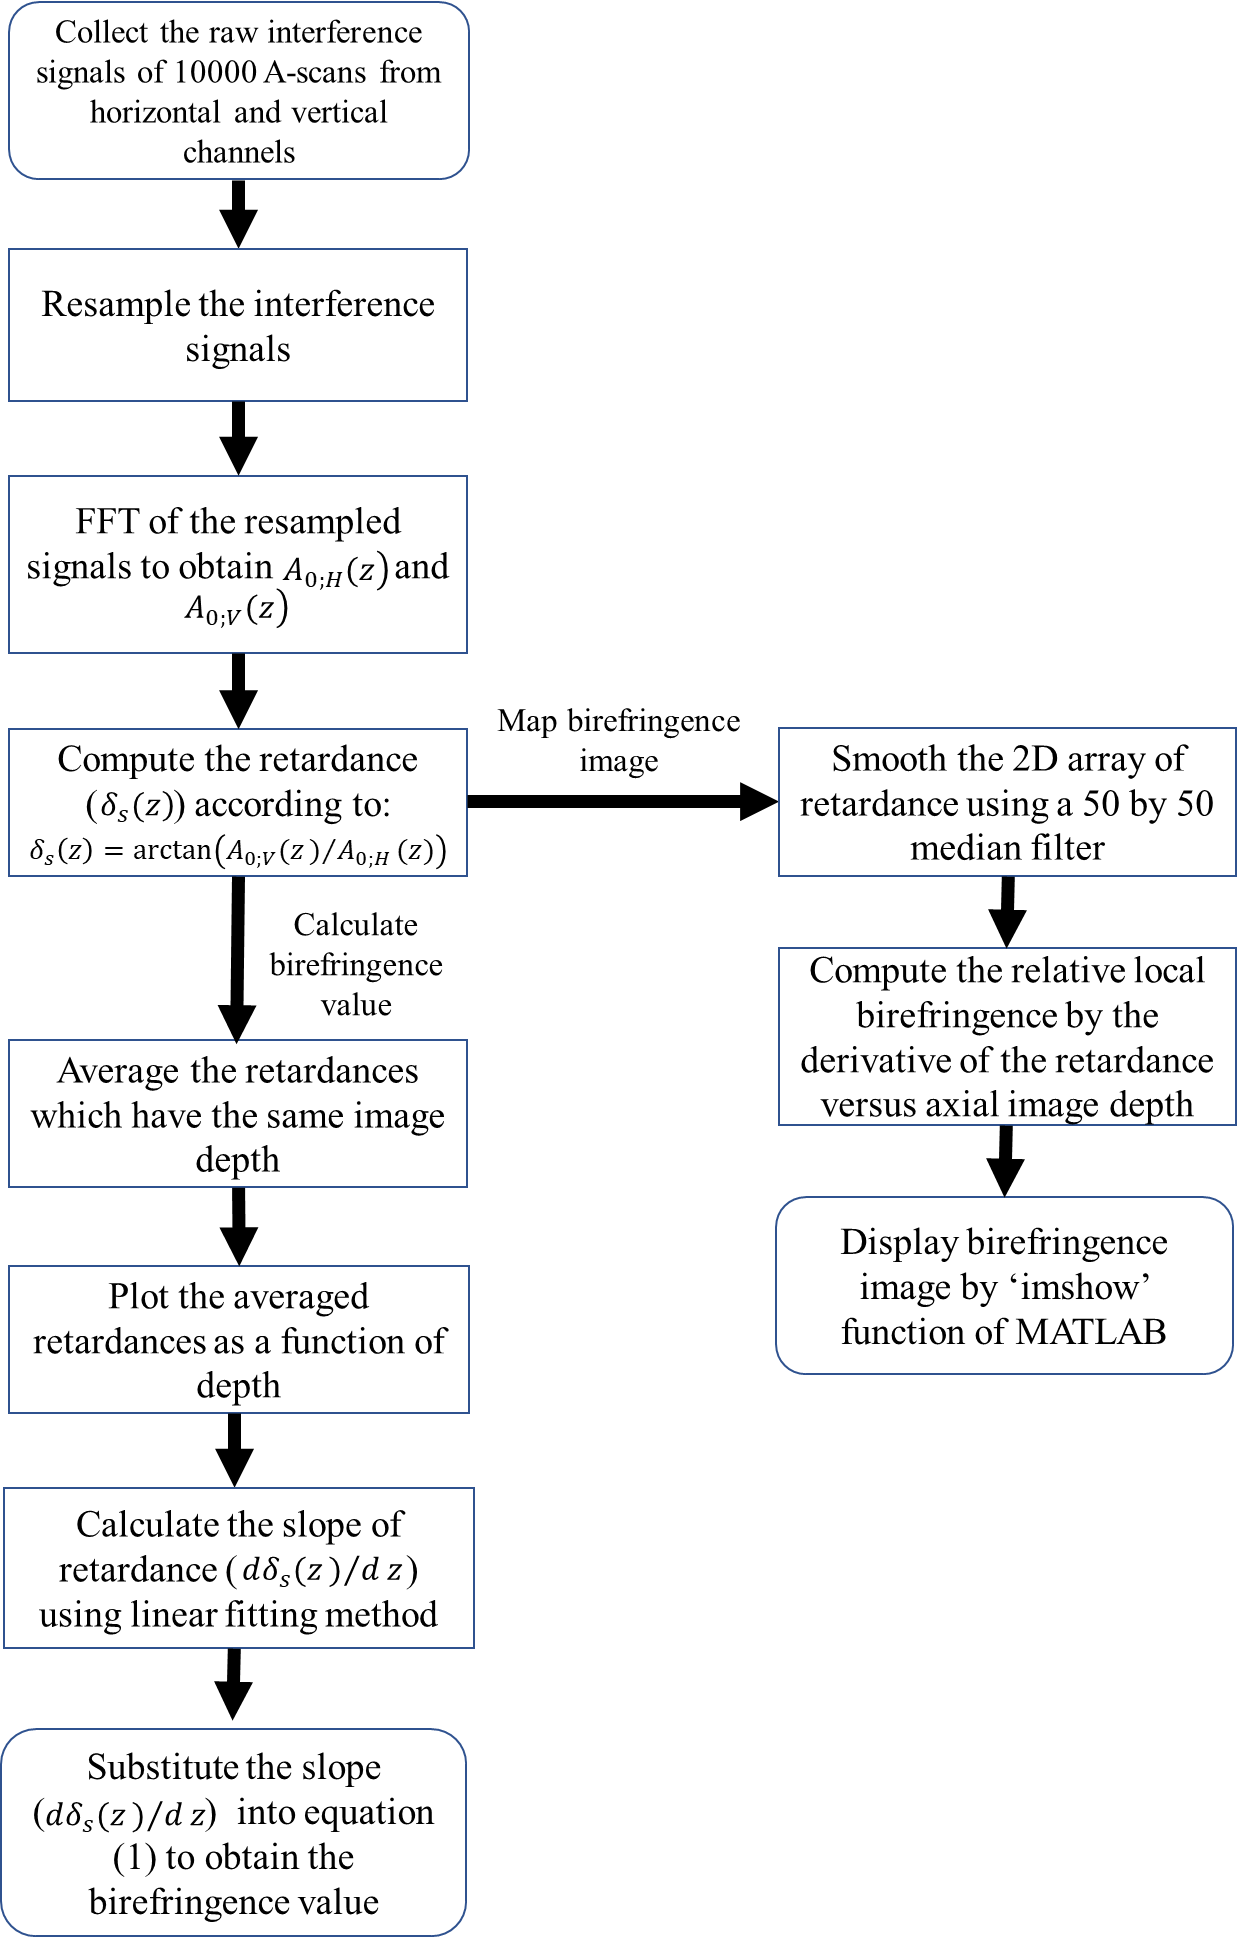 Collect the raw interference
signals of 10000 A-scans from
horizontal and vertical
channels
Resample the interference
signals
FFT of the resampled
signals to obtain A₀;H(z) and
A₀;V(z)
Compute the retardance
(δₛ(z)) according to:
δₛ(z) = arctan(A₀;V(z)/A₀;H(z))
Map birefringence
image
Smooth the 2D array of
retardance using a 50 by 50
median filter
Compute the relative local
birefringence by the
derivative of the retardance
versus axial image depth
Display birefringence
image by ‘imshow’
function of MATLAB
Calculate
birefringence
value
Average the retardances
which have the same image
depth
Plot the averaged
retardances as a function of
depth
Calculate the slope of
retardance (dδₛ(z)/d z)
using linear fitting method
Substitute the slope
(dδₛ(z)/d z) into equation
(1) to obtain the
birefringence value